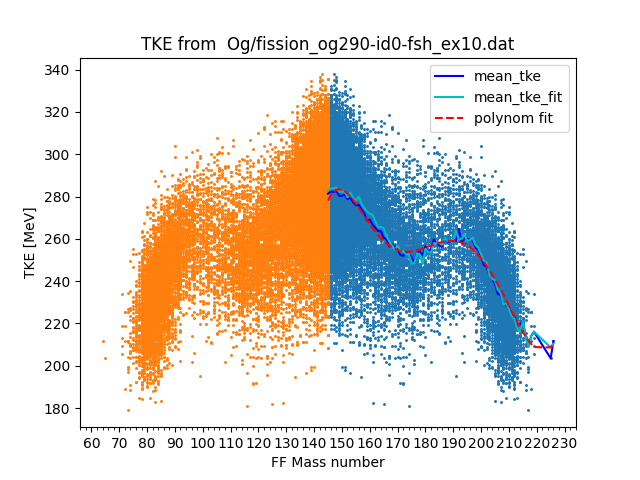 TKE from  Og/fission_og290-id0-fsh_ex10.dat
mean_tke
mean_tke_fit
polynom fit
TKE [MeV]
340
320
300
280
260
240
220
200
180
60 70 80 90 100 110 120 130 140 150 160 170 180 190 200 210 220 230
FF Mass number